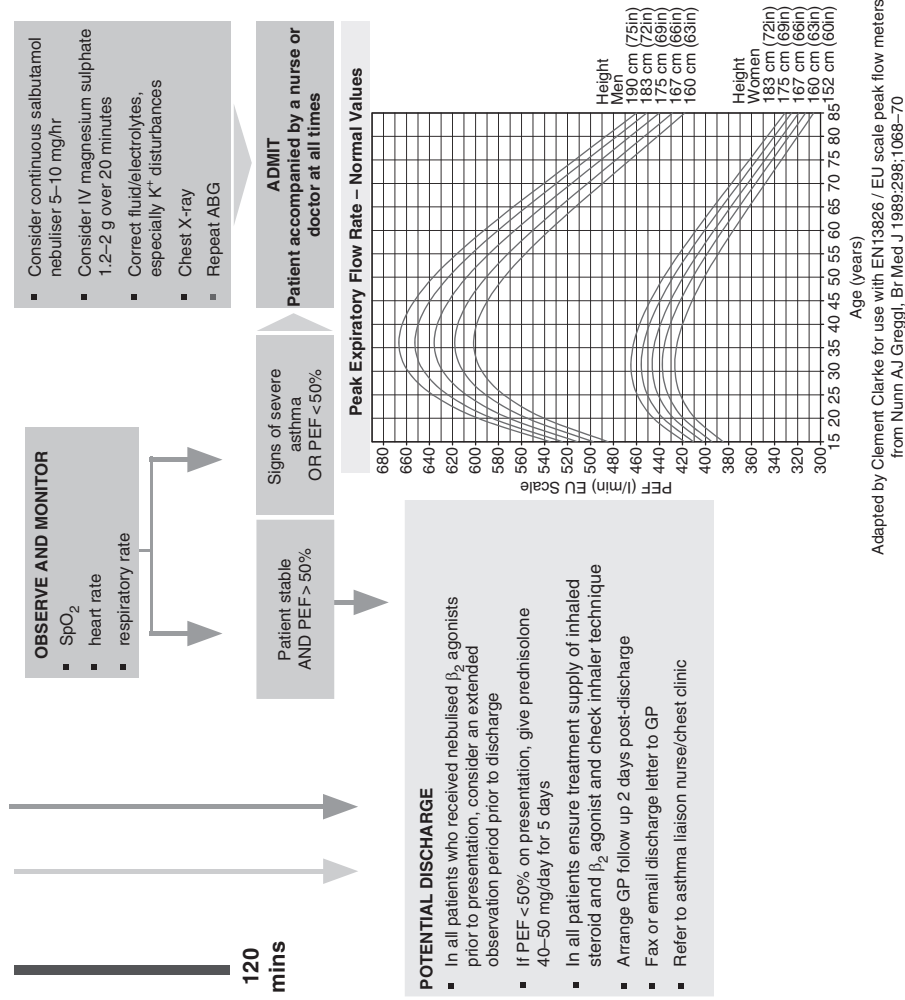 120
mins
OBSERVE AND MONITOR
▪ SpO₂
▪ heart rate
▪ respiratory rate
▪ Consider continuous salbutamol
nebuliser 5–10 mg/hr
▪ Consider IV magnesium sulphate
1.2–2 g over 20 minutes
▪ Correct fluid/electrolytes,
especially K⁺ disturbances
▪ Chest X-ray
▪ Repeat ABG
Patient stable
AND PEF>50%
Signs of severe
asthma
OR PEF<50%
ADMIT
Patient accompanied by a nurse or
doctor at all times
POTENTIAL DISCHARGE
▪ In all patients who received nebulised β₂ agonists
prior to presentation, consider an extended
observation period prior to discharge
▪ If PEF<50% on presentation, give prednisolone
40–50 mg/day for 5 days
▪ In all patients ensure treatment supply of inhaled
steroid and β₂ agonist and check inhaler technique
▪ Arrange GP follow up 2 days post-discharge
▪ Fax or email discharge letter to GP
▪ Refer to asthma liaison nurse/chest clinic
Peak Expiratory Flow Rate – Normal Values
PEF (l/min) EU Scale
680
660
640
620
600
580
560
540
520
500
480
460
440
420
400
380
360
340
320
300
15 20 25 30 35 40 45 50 55 60 65 70 75 80 85
Age (years)
Height
Men
190 cm (75in)
183 cm (72in)
175 cm (69in)
167 cm (66in)
160 cm (63in)
Height
Women
183 cm (72in)
175 cm (69in)
167 cm (66in)
160 cm (63in)
152 cm (60in)
Adapted by Clement Clarke for use with EN13826 / EU scale peak flow meters
from Nunn AJ Greggl, Br Med J 1989:298;1068–70